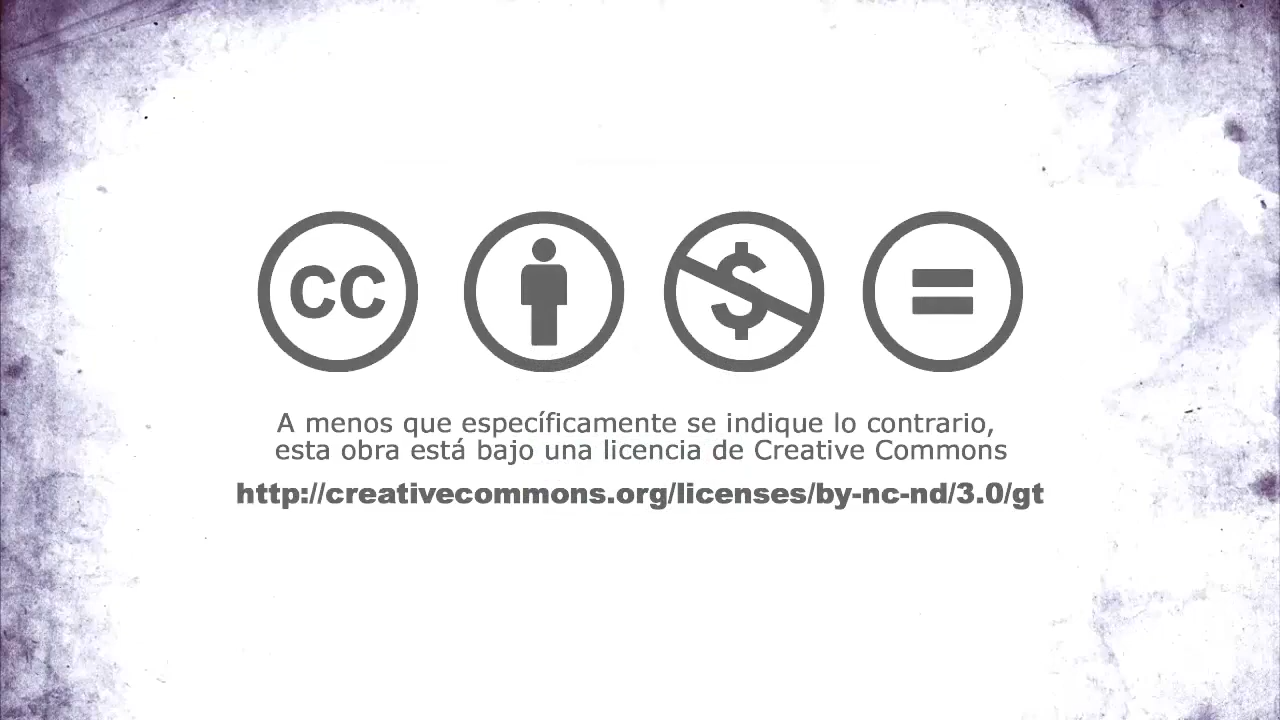 CC
$
=
A menos que específicamente se indique lo contrario,
esta obra está bajo una licencia de Creative Commons
http://creativecommons.org/licenses/by-nc-nd/3.0/gt